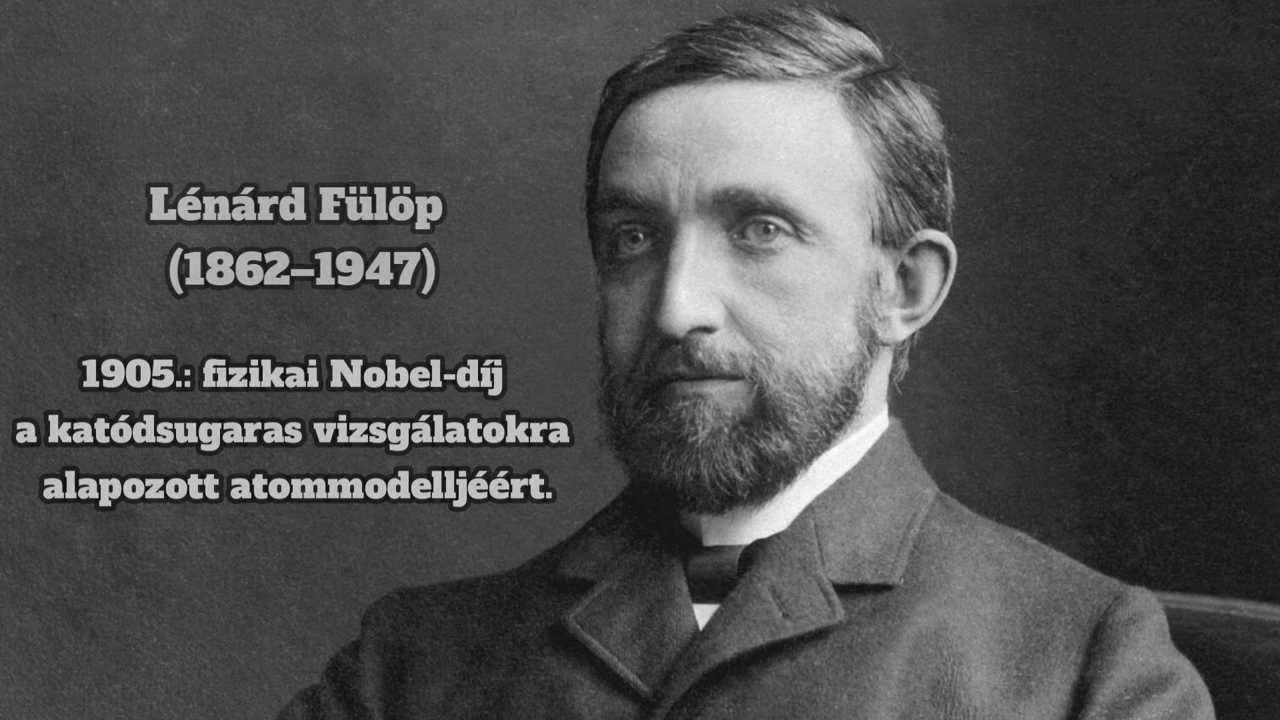 Lénárd Fülöp
(1862–1947)
1905.: fizikai Nobel-díj
a katódsugaras vizsgálatokra
alapozott atommodelljéért.